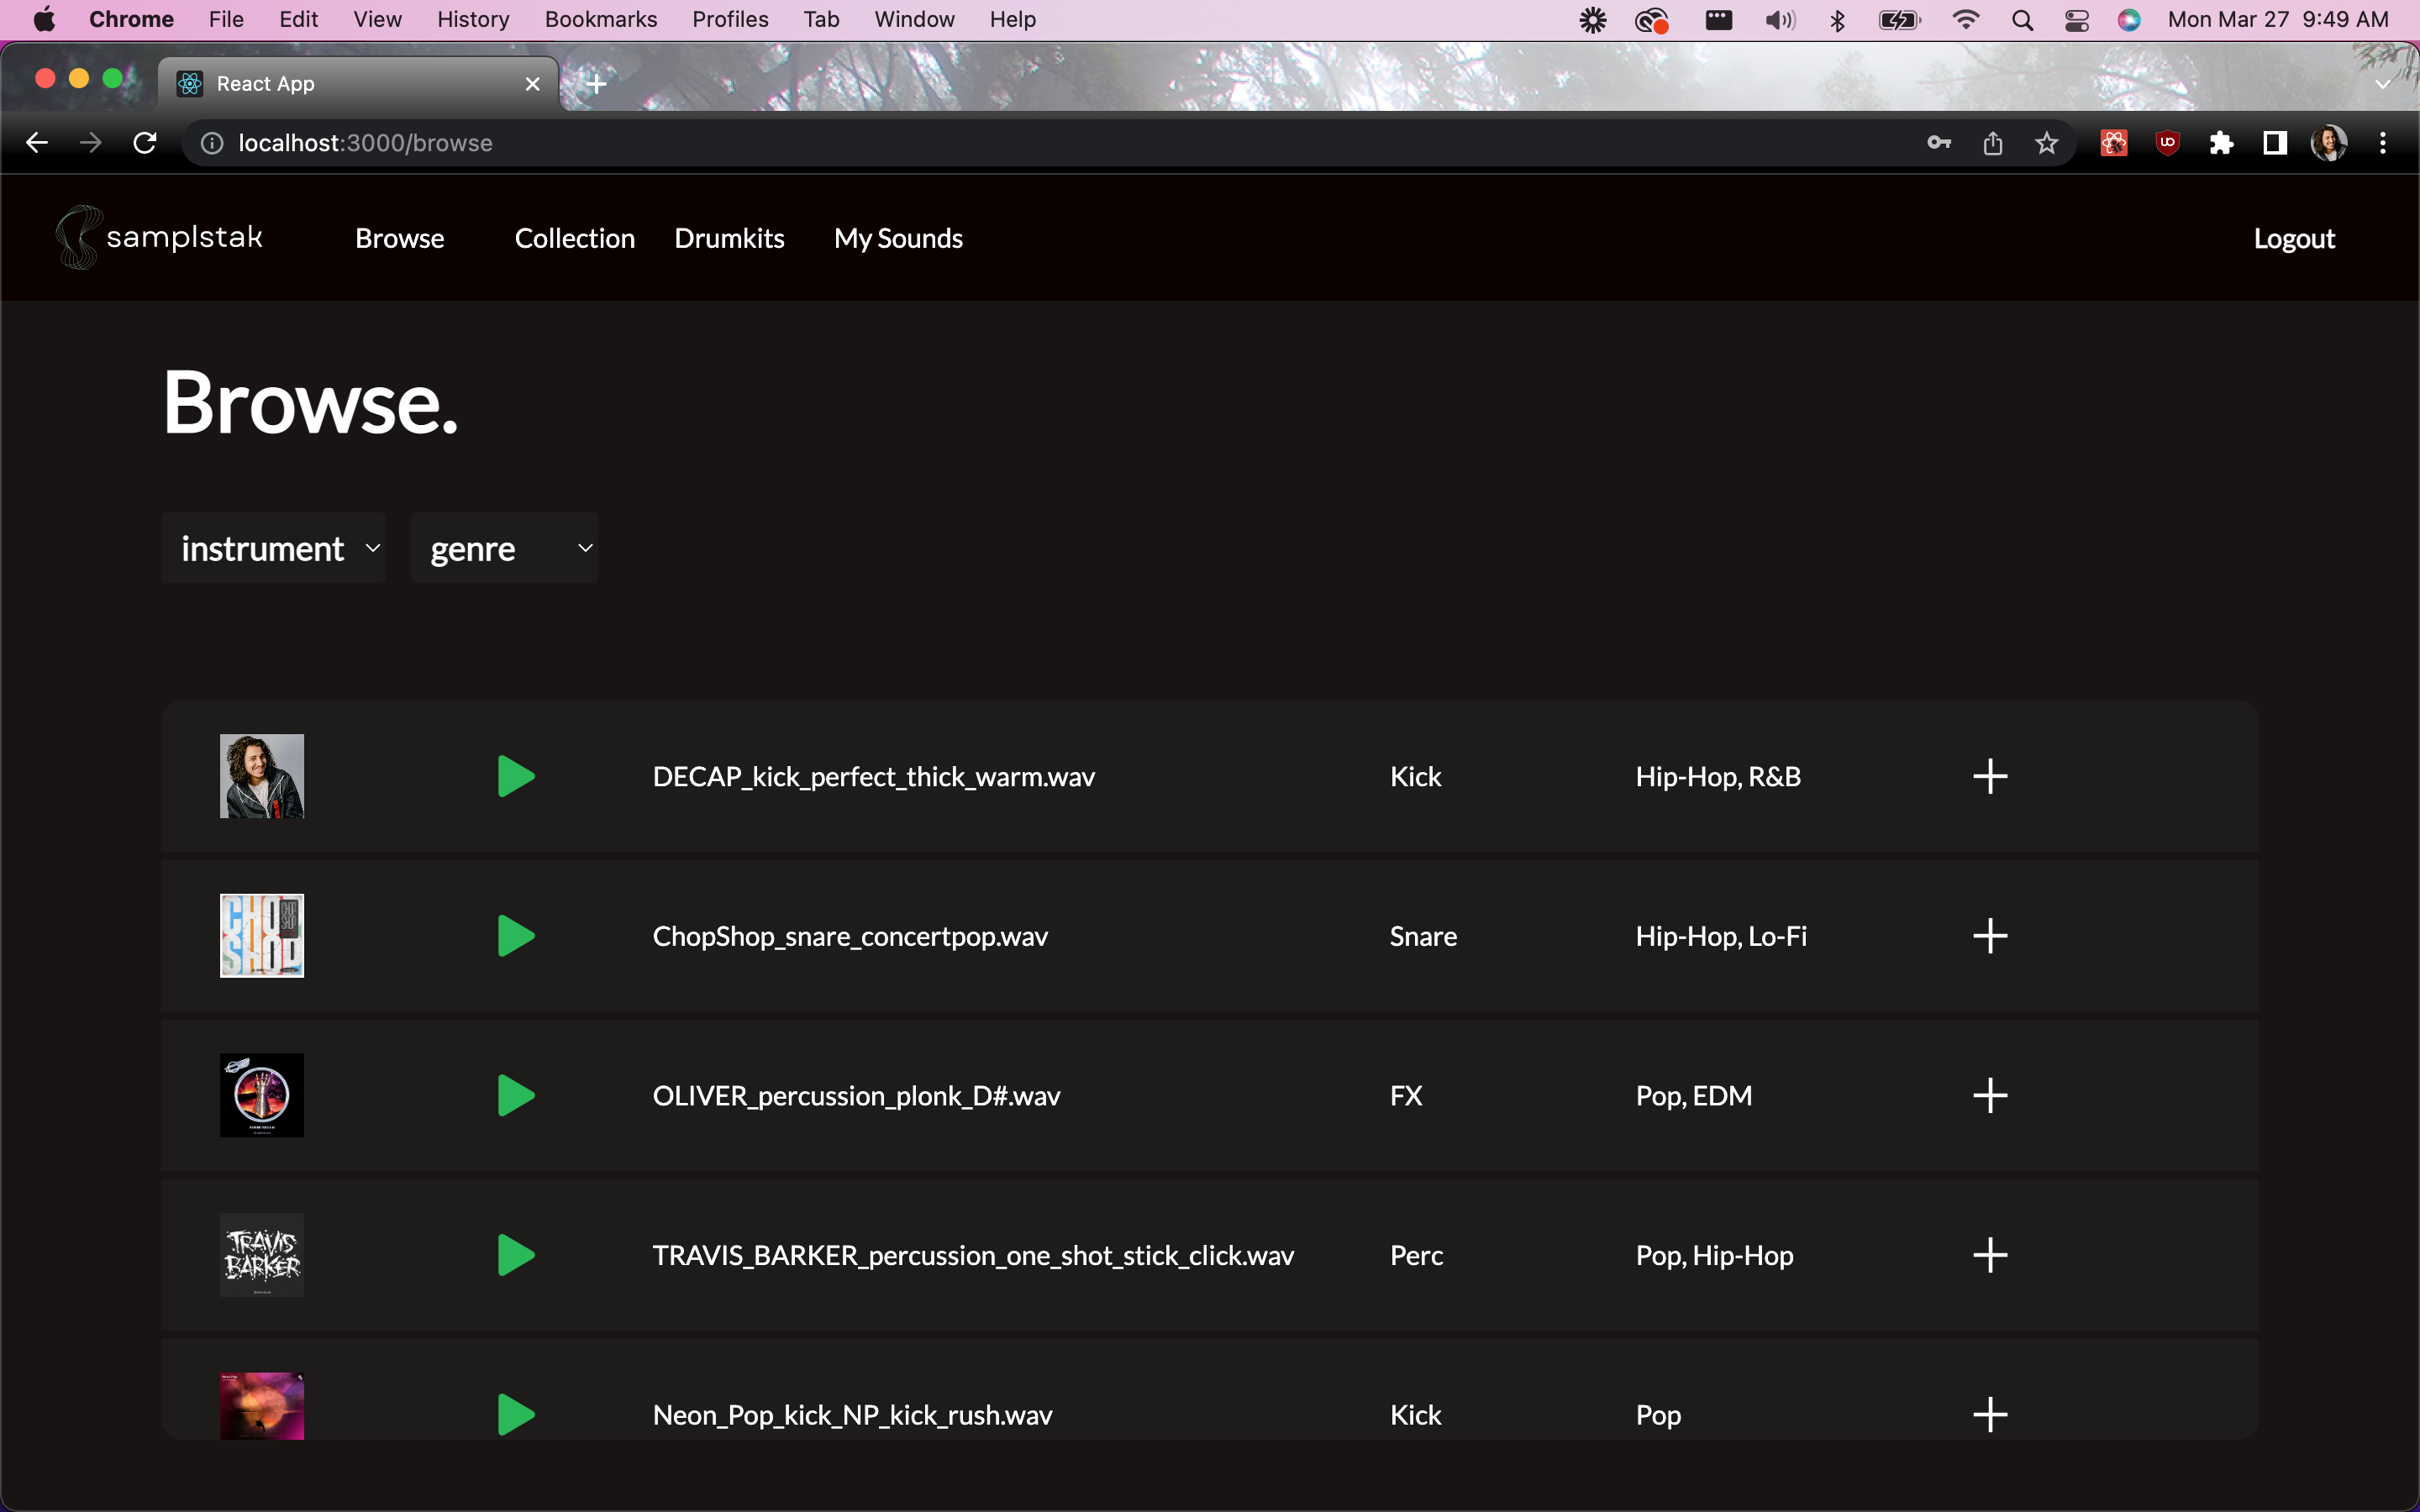 Chrome File Edit View History Bookmarks Profiles Tab Window Help Mon Mar 27 9:49 AM
React App
localhost:3000/browse
samplstak Browse Collection Drumkits My Sounds Logout
Browse.
instrument genre
DECAP_kick_perfect_thick_warm.wav Kick Hip-Hop, R&B
CHOP
SHOP
ChopShop_snare_concertpop.wav Snare Hip-Hop, Lo-Fi
OLIVER_percussion_plonk_D#.wav FX Pop, EDM
TRAVIS
BARKER
TRAVIS_BARKER_percussion_one_shot_stick_click.wav Perc Pop, Hip-Hop
Neon_Pop_kick_NP_kick_rush.wav Kick Pop